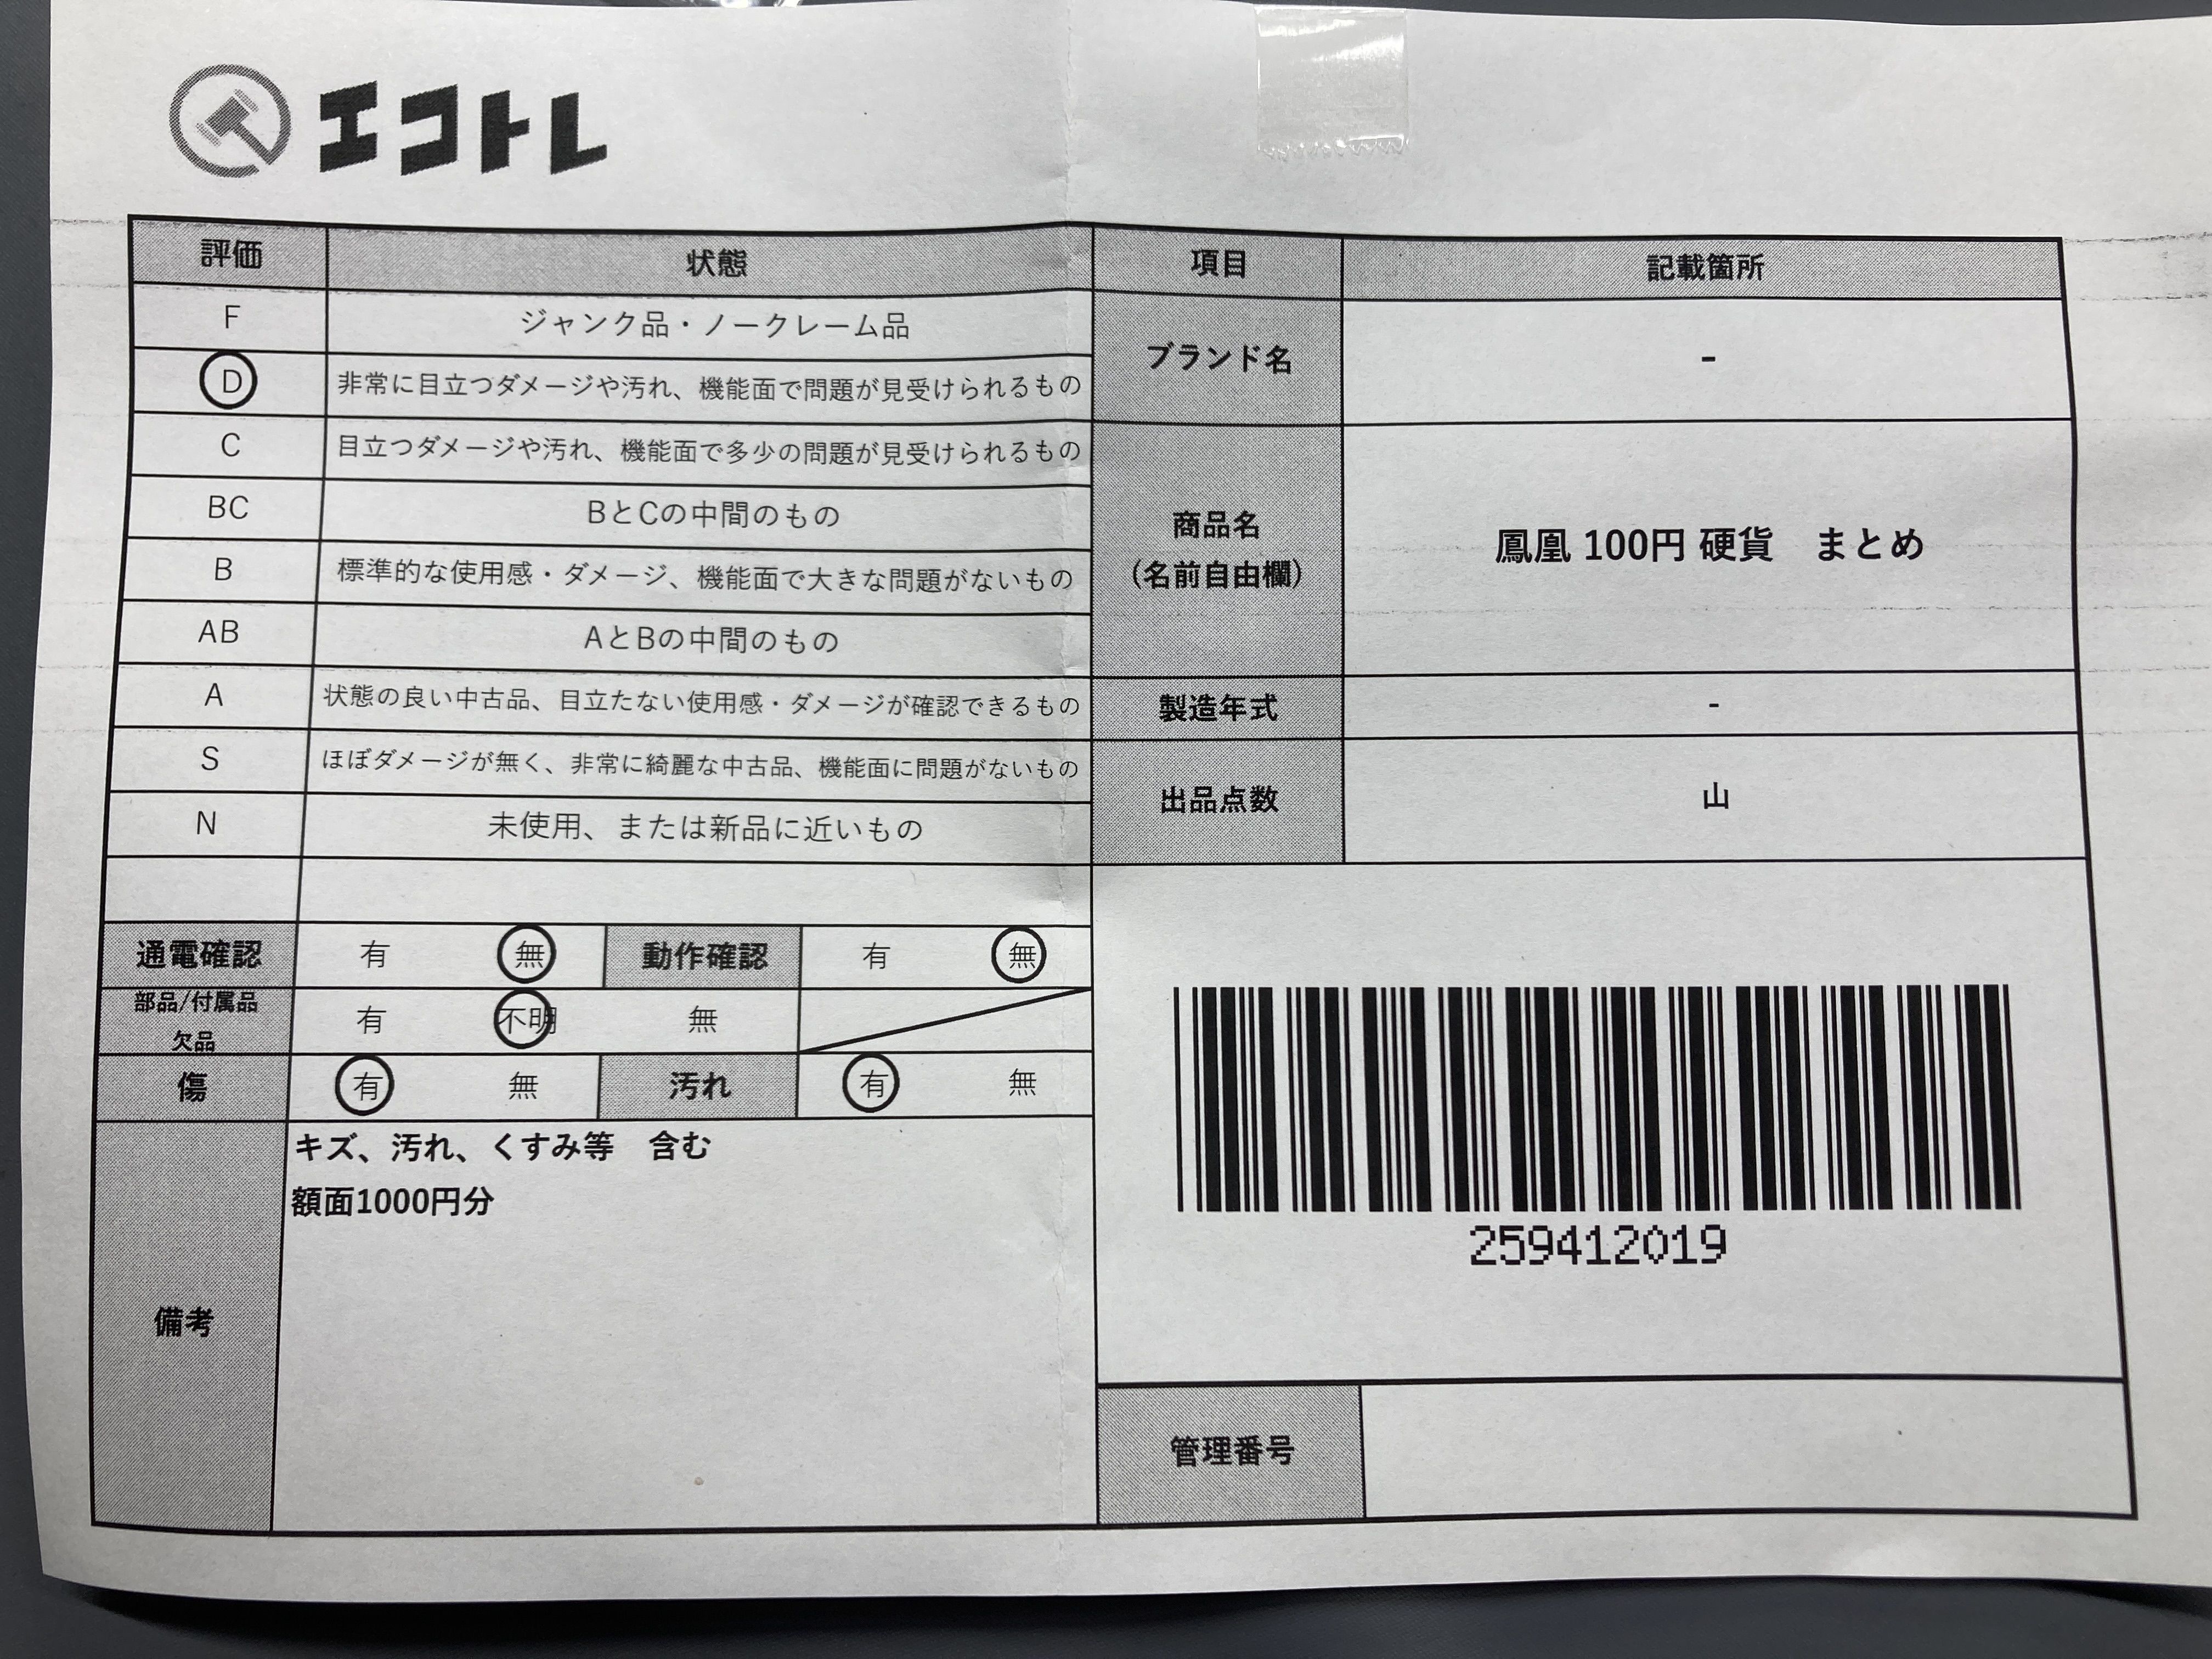 エコトレ
評価 状態
F ジャンク品・ノークレーム品
D 非常に目立つダメージや汚れ、機能面で問題が見受けられるもの
C 目立つダメージや汚れ、機能面で多少の問題が見受けられるもの
BC BとCの中間のもの
B 標準的な使用感・ダメージ、機能面で大きな問題がないもの
AB AとBの中間のもの
A 状態の良い中古品、目立たない使用感・ダメージが確認できるもの
S ほぼダメージが無く、非常に綺麗な中古品、機能面に問題がないもの
N 未使用、または新品に近いもの
通電確認 有 無 動作確認 有 無
部品/付属品
欠品 有 不明 無
傷 有 無 汚れ 有 無
備考
キズ、汚れ、くすみ等　含む
額面1000円分
項目 記載箇所
ブランド名 -
商品名
(名前自由欄)
鳳凰 100円 硬貨　まとめ
製造年式 -
出品点数 山
259412019
管理番号